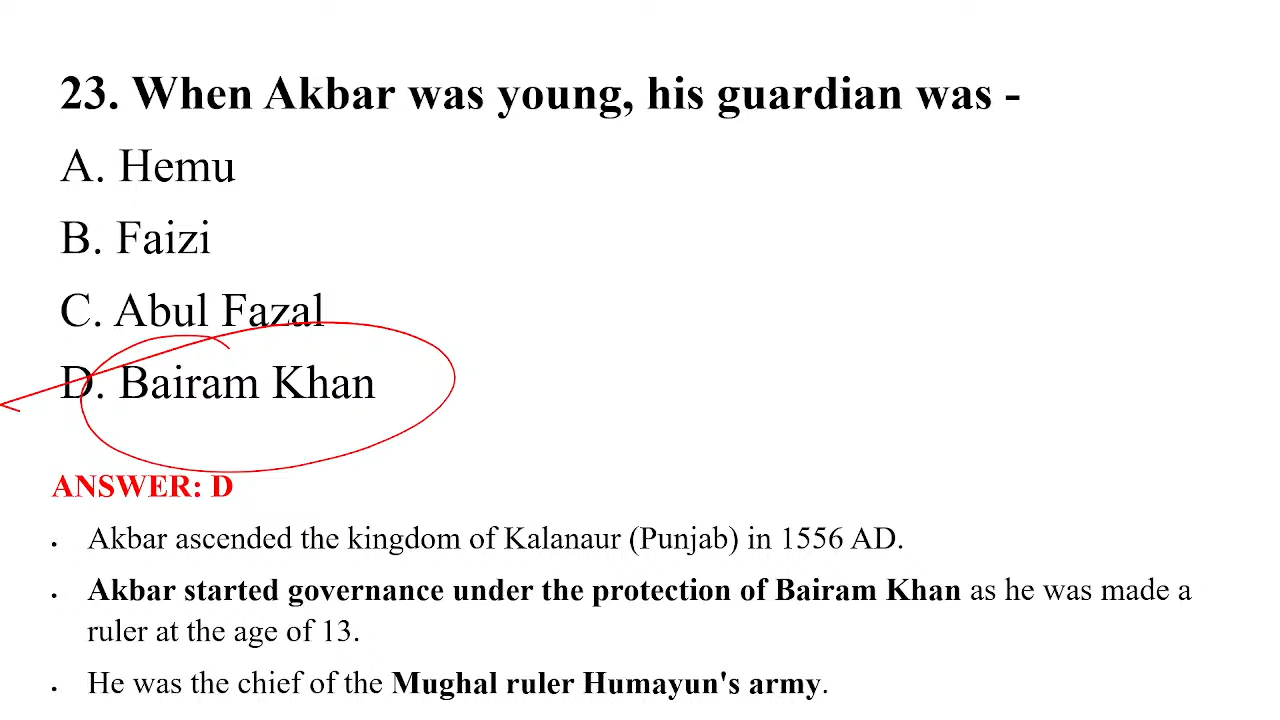 23. When Akbar was young, his guardian was -
A. Hemu
B. Faizi
C. Abul Fazal
D. Bairam Khan
ANSWER: D
• Akbar ascended the kingdom of Kalanaur (Punjab) in 1556 AD.
• Akbar started governance under the protection of Bairam Khan as he was made a
ruler at the age of 13.
• He was the chief of the Mughal ruler Humayun's army.